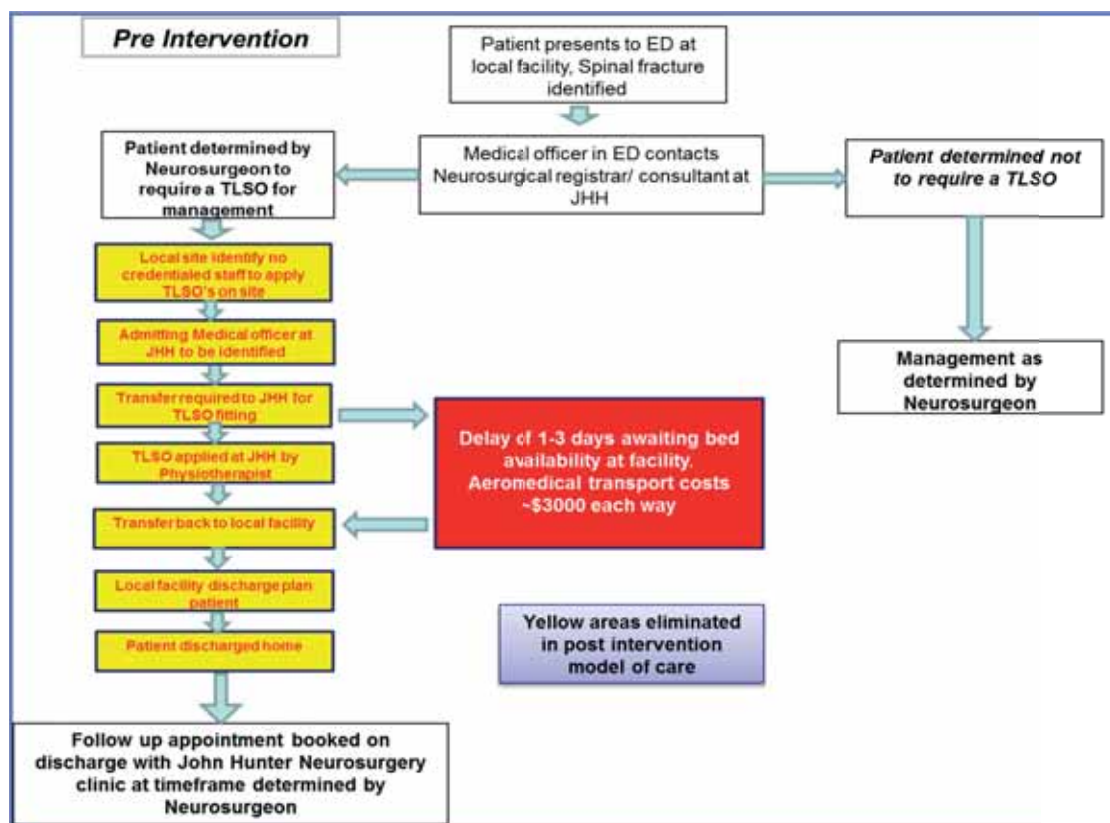 Pre Intervention
Patient presents to ED at
local facility, Spinal fracture
identified
Medical officer in ED contacts
Neurosurgical registrar/ consultant at
JHH
Patient determined by
Neurosurgeon to
require a TLSO for
management
Patient determined not
to require a TLSO
Local site identify no
credentialed staff to apply
TLSO's on site
Admitting Medical officer at
JHH to be identified
Transfer required to JHH for
TLSO fitting
TLSO applied at JHH by
Physiotherapist
Transfer back to local facility
Local facility discharge plan
patient
Patient discharged home
Management as
determined by
Neurosurgeon
Delay of 1-3 days awaiting bed
availability at facility.
Aeromedical transport costs
~$3000 each way
Yellow areas eliminated
in post intervention
model of care
Follow up appointment booked on
discharge with John Hunter Neurosurgery
clinic at timeframe determined by
Neurosurgeon